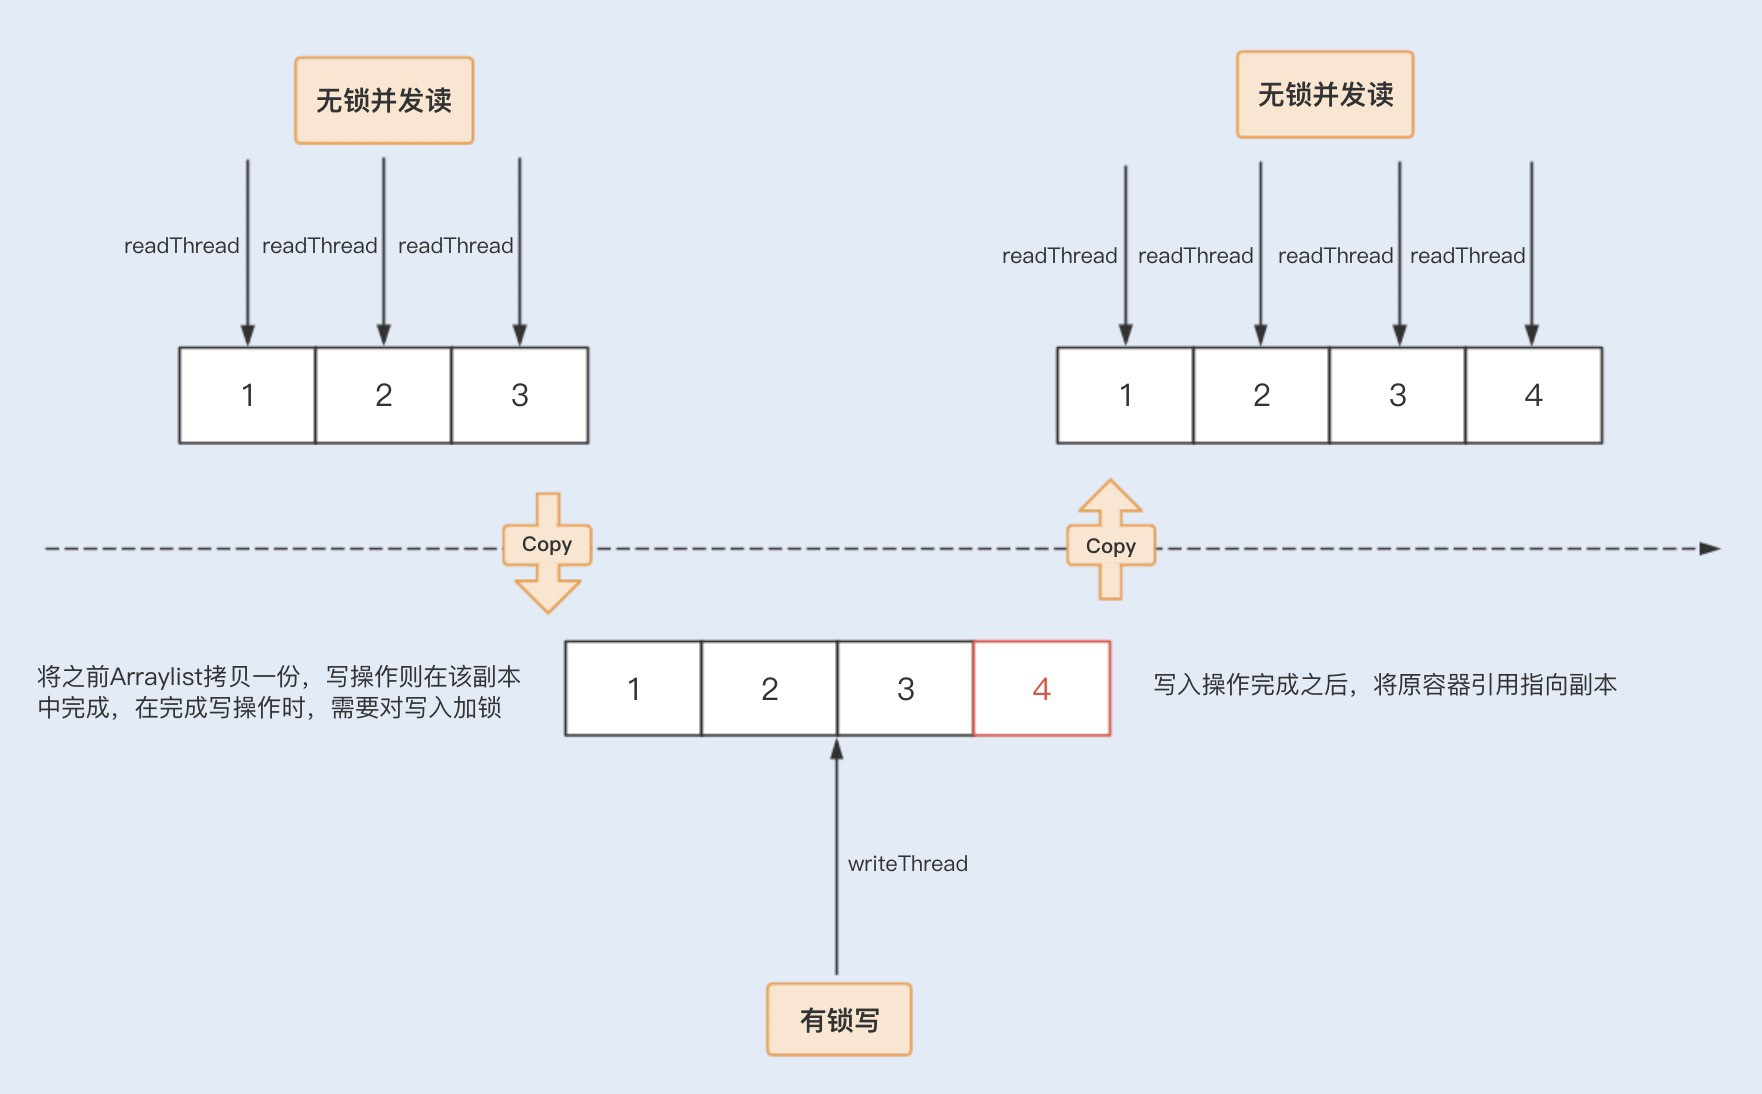 无锁并发读
无锁并发读
readThread readThread readThread
readThread readThread readThread readThread
1 2 3
1 2 3 4
Copy
Copy
将之前Arraylist拷贝一份，写操作则在该副本
中完成，在完成写操作时，需要对写入加锁
1 2 3 4
写入操作完成之后，将原容器引用指向副本
writeThread
有锁写